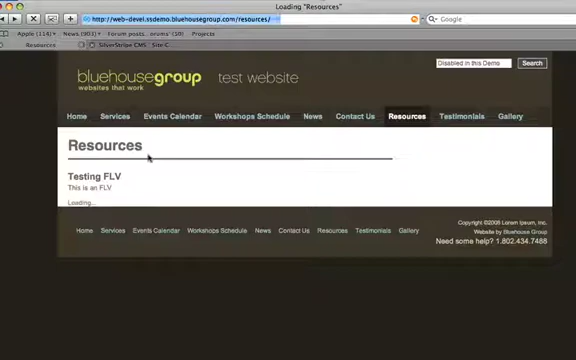 Loading "Resources"
http://web-devel.ssdemo.bluehousegroup.com/resources/
Google
Apple (114) News (903) Forum posts Projects
Resources SilverStripe CMS - Site C
bluehousegroup test website
websites that work
Disabled in this Demo Search
Home Services Events Calendar Workshops Schedule News Contact Us Resources Testimonials Gallery
Resources
Testing FLV
This is an FLV
Loading...
Home Services Events Calendar Workshops Schedule News Contact Us Resources Testimonials Gallery
Copyright ©2008 Lorem Ipsum, Inc.
Website by Bluehouse Group
Need some help? 1.802.434.7488